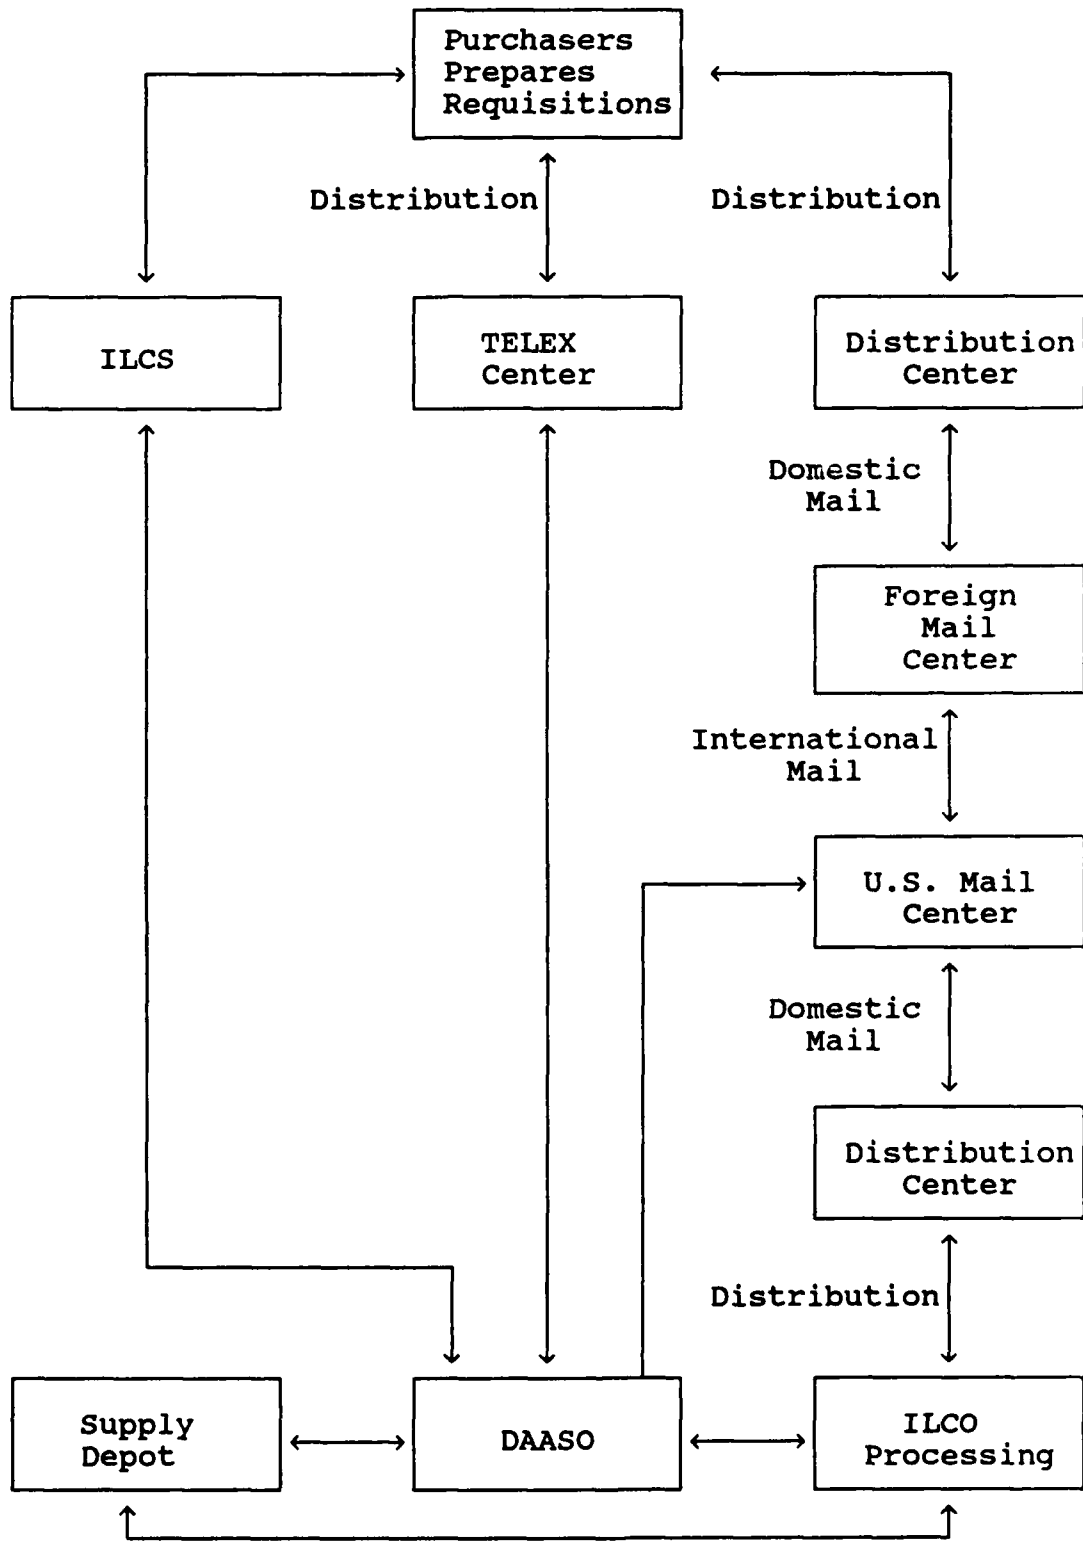 Purchasers
Prepares
Requisitions
Distribution
Distribution
ILCS
TELEX
Center
Distribution
Center
Domestic
Mail
Foreign
Mail
Center
International
Mail
U.S. Mail
Center
Domestic
Mail
Distribution
Center
Distribution
Supply
Depot
DAASO
ILCO
Processing